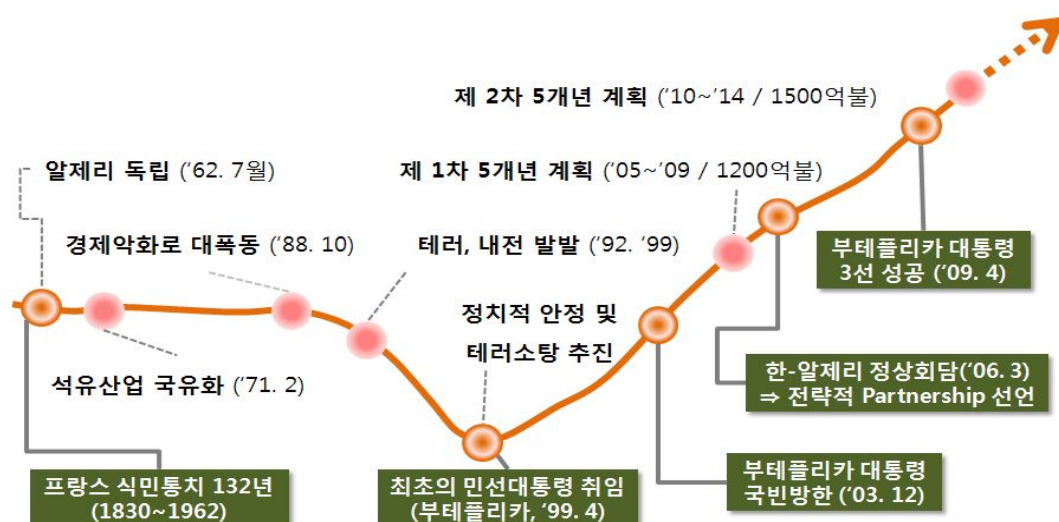 제 2차 5개년 계획 ('10~'14 / 1500억불)
알제리 독립 ('62. 7월)
제 1차 5개년 계획 ('05~'09 / 1200억불)
경제악화로 대폭동 ('88. 10)
테러, 내전 발발 ('92. '99)
부테플리카 대통령
3선 성공 ('09. 4)
정치적 안정 및
테러소탕 추진
석유산업 국유화 ('71. 2)
한-알제리 정상회담('06. 3)
⇒ 전략적 Partnership 선언
프랑스 식민통치 132년
(1830~1962)
최초의 민선대통령 취임
(부테플리카, '99. 4)
부테플리카 대통령
국빈방한 ('03. 12)